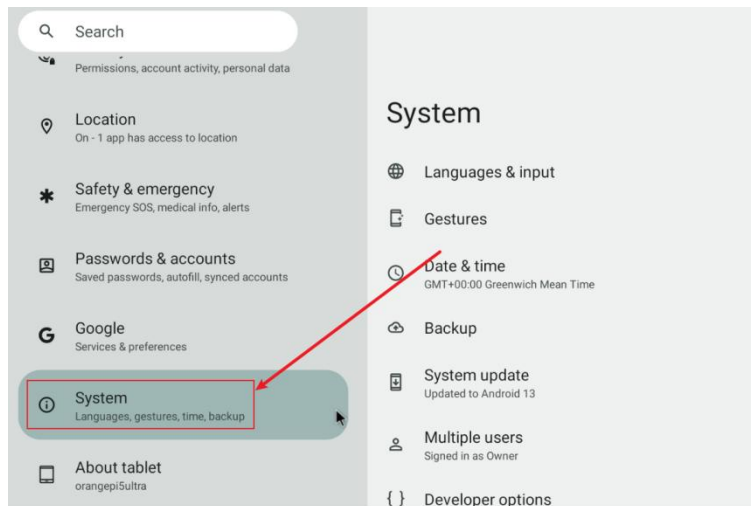 Search
Permissions, account activity, personal data
Location
On - 1 app has access to location
Safety & emergency
Emergency SOS, medical info, alerts
Passwords & accounts
Saved passwords, autofill, synced accounts
Google
Services & preferences
System
Languages, gestures, time, backup
About tablet
orangepi5ultra
System
Languages & input
Gestures
Date & time
GMT+00:00 Greenwich Mean Time
Backup
System update
Updated to Android 13
Multiple users
Signed in as Owner
Developer options